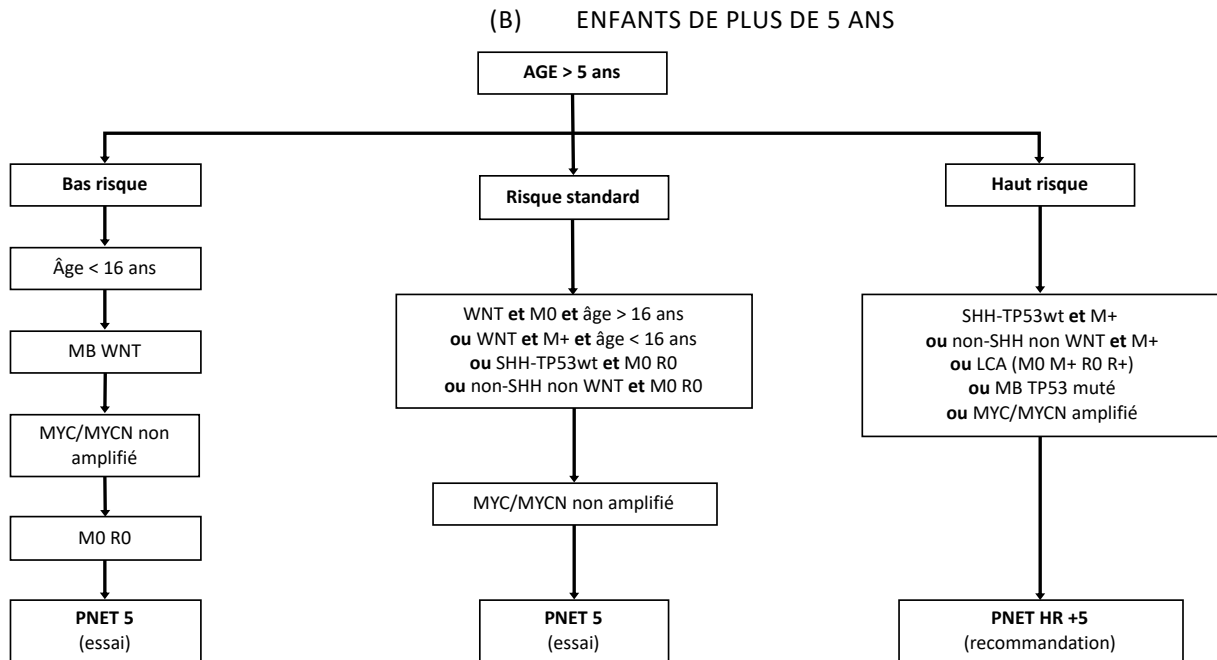 (B) ENFANTS DE PLUS DE 5 ANS
AGE > 5 ans
Bas risque
Âge < 16 ans
MB WNT
MYC/MYCN non
amplifié
M0 R0
PNET 5
(essai)
Risque standard
WNT et M0 et âge > 16 ans
ou WNT et M+ et âge < 16 ans
ou SHH-TP53wt et M0 R0
ou non-SHH non WNT et M0 R0
MYC/MYCN non amplifié
PNET 5
(essai)
Haut risque
SHH-TP53wt et M+
ou non-SHH non WNT et M+
ou LCA (M0 M+ R0 R+)
ou MB TP53 muté
ou MYC/MYCN amplifié
PNET HR +5
(recommandation)